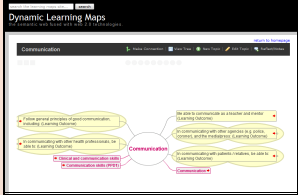 search the learning maps site... search
Dynamic Learning Maps
the semantic web fused with web 2.0 technologies
return to homepage
Communication
Make Connection
View Tree
New Topic
Edit Topic
Follow general principles of good communication,
including: (Learning Outcome)
In communicating with other health professionals, be
able to: (Learning Outcome)
Clinical and communication skills
Communication skills (PPD1)
Communication
Be able to communicate as a teacher and mentor
(Learning Outcome)
In communicating with other agencies (e.g. police,
coroner), and the media/press: (Learning Outcome)
In communicating with patients / relatives, be able to:
(Learning Outcome)
Communication